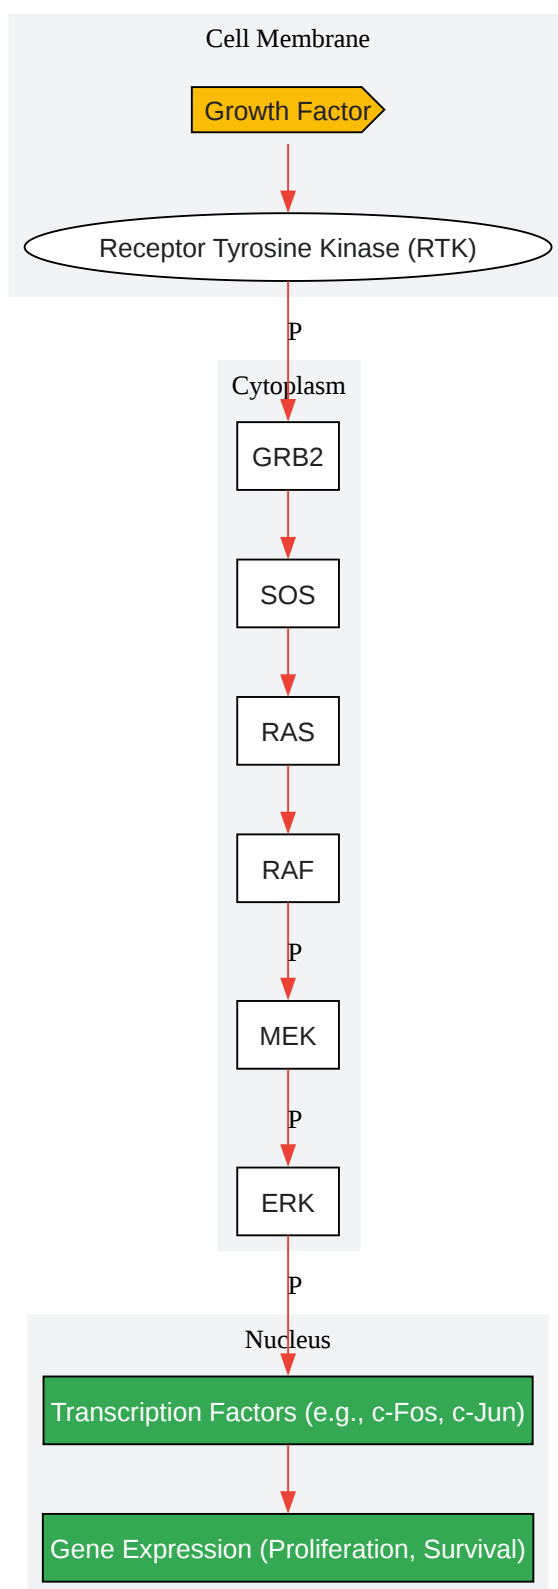 Cell Membrane
Growth Factor
Receptor Tyrosine Kinase (RTK)
P
Cytoplasm
GRB2
SOS
RAS
RAF
P
MEK
P
ERK
P
Nucleus
Transcription Factors (e.g., c-Fos, c-Jun)
Gene Expression (Proliferation, Survival)